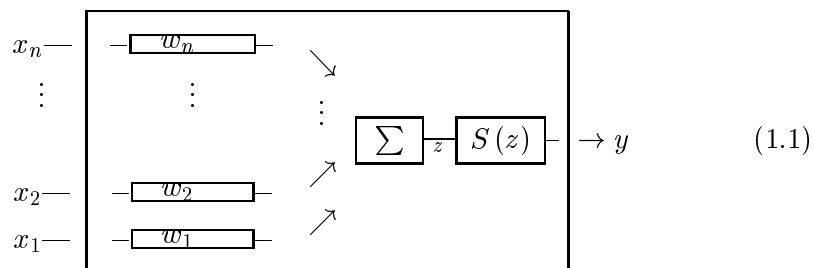 x_n w_n
⋮ ⋮ ⋮
∑ z S(z) → y (1.1)
x_2 w_2
x_1 w_1